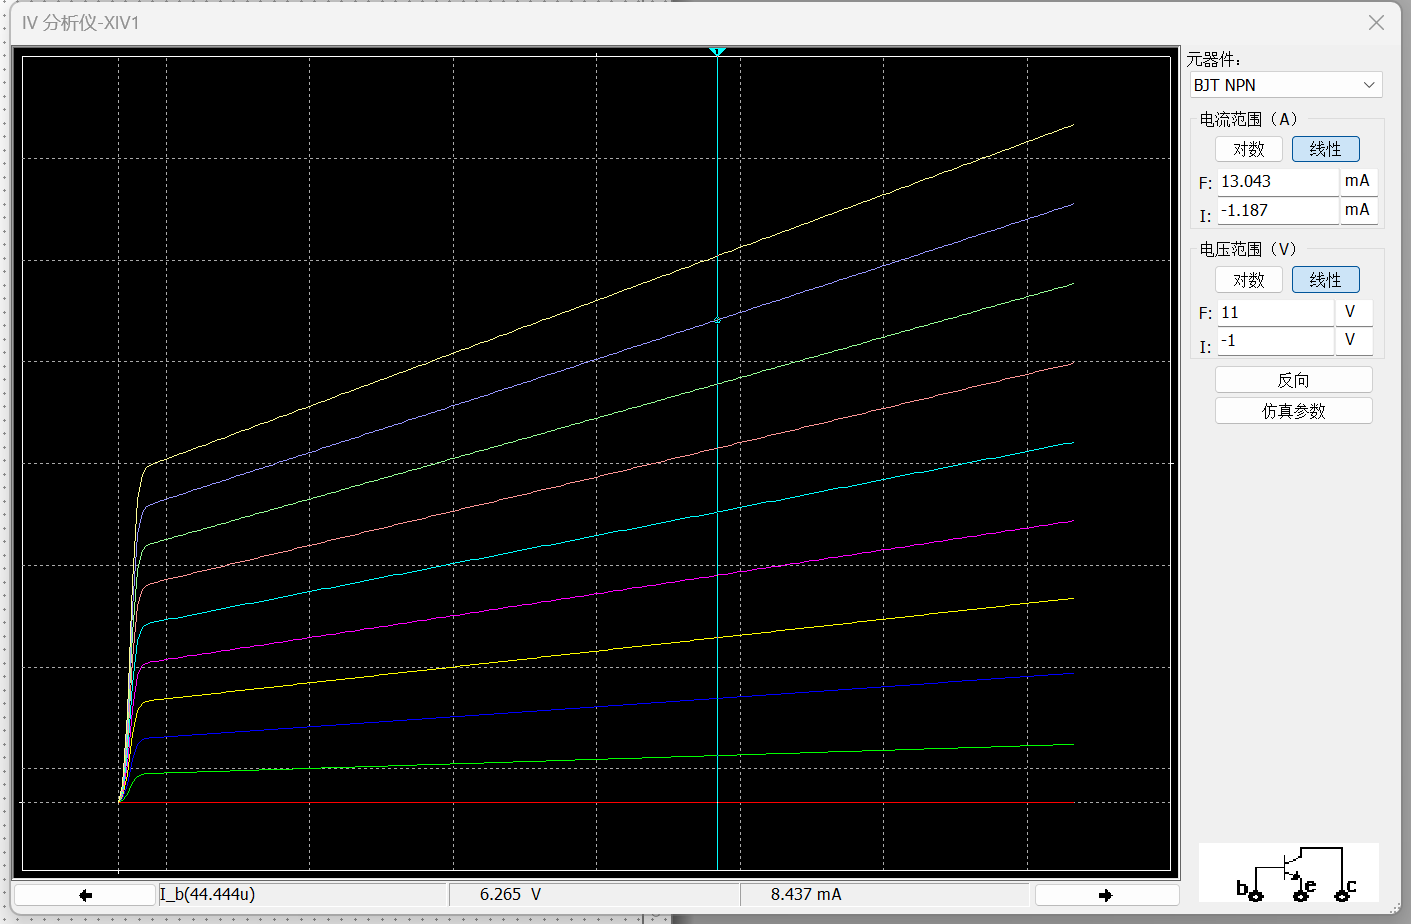 IV 分析仪-XIV1
1
元器件：
BJT NPN
电流范围（A）
对数 线性
F: 13.043 mA
I: -1.187 mA
电压范围（V）
对数 线性
F: 11 V
I: -1 V
反向
仿真参数
b e c
I_b(44.444u) 6.265 V 8.437 mA